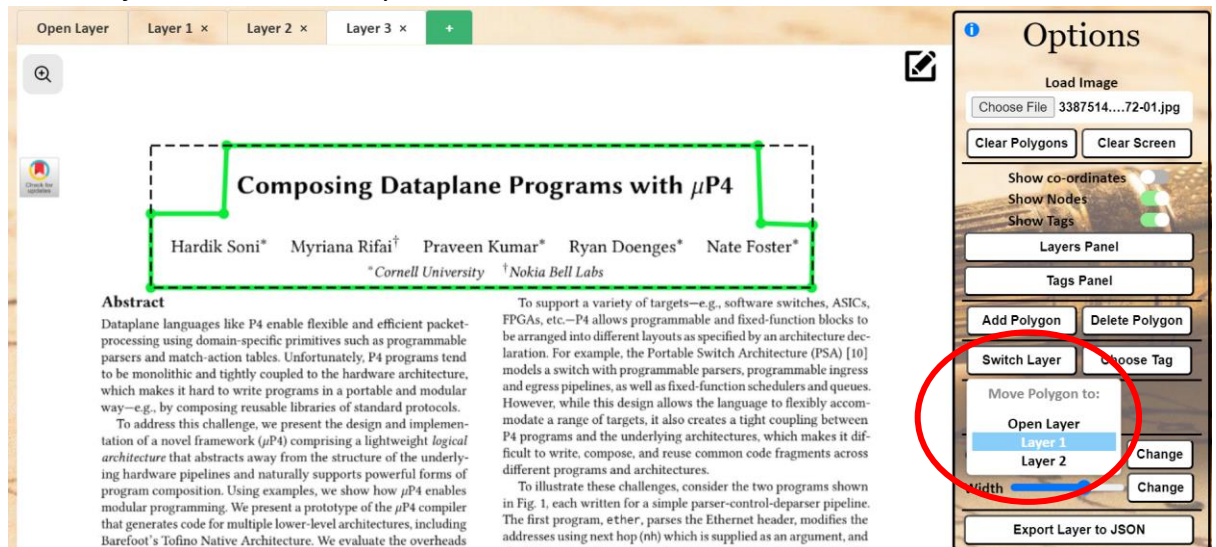 Open Layer
Layer 1 ×
Layer 2 ×
Layer 3 ×
+
Check for
updates
Composing Dataplane Programs with μP4
Hardik Soni* Myriana Rifai† Praveen Kumar* Ryan Doenges* Nate Foster*
*Cornell University †Nokia Bell Labs
Abstract
Dataplane languages like P4 enable flexible and efficient packet-
processing using domain-specific primitives such as programmable
parsers and match-action tables. Unfortunately, P4 programs tend
to be monolithic and tightly coupled to the hardware architecture,
which makes it hard to write programs in a portable and modular
way—e.g., by composing reusable libraries of standard protocols.
To address this challenge, we present the design and implemen-
tation of a novel framework (μP4) comprising a lightweight logical
architecture that abstracts away from the structure of the underly-
ing hardware pipelines and naturally supports powerful forms of
program composition. Using examples, we show how μP4 enables
modular programming. We present a prototype of the μP4 compiler
that generates code for multiple lower-level architectures, including
Barefoot's Tofino Native Architecture. We evaluate the overheads
To support a variety of targets—e.g., software switches, ASICs,
FPGAs, etc.—P4 allows programmable and fixed-function blocks to
be arranged into different layouts as specified by an architecture dec-
laration. For example, the Portable Switch Architecture (PSA) [10]
models a switch with programmable parsers, programmable ingress
and egress pipelines, as well as fixed-function schedulers and queues.
However, while this design allows the language to flexibly accom-
modate a range of targets, it also creates a tight coupling between
P4 programs and the underlying architectures, which makes it dif-
ficult to write, compose, and reuse common code fragments across
different programs and architectures.
To illustrate these challenges, consider the two programs shown
in Fig. 1, each written for a simple parser-control-deparser pipeline.
The first program, ether, parses the Ethernet header, modifies the
addresses using next hop (nh) which is supplied as an argument, and
i
Options
Load Image
Choose File 3387514....72-01.jpg
Clear Polygons
Clear Screen
Show co-ordinates
Show Nodes
Show Tags
Layers Panel
Tags Panel
Add Polygon
Delete Polygon
Switch Layer
Choose Tag
Move Polygon to:
Open Layer
Layer 1
Layer 2
Change
Width
Change
Export Layer to JSON